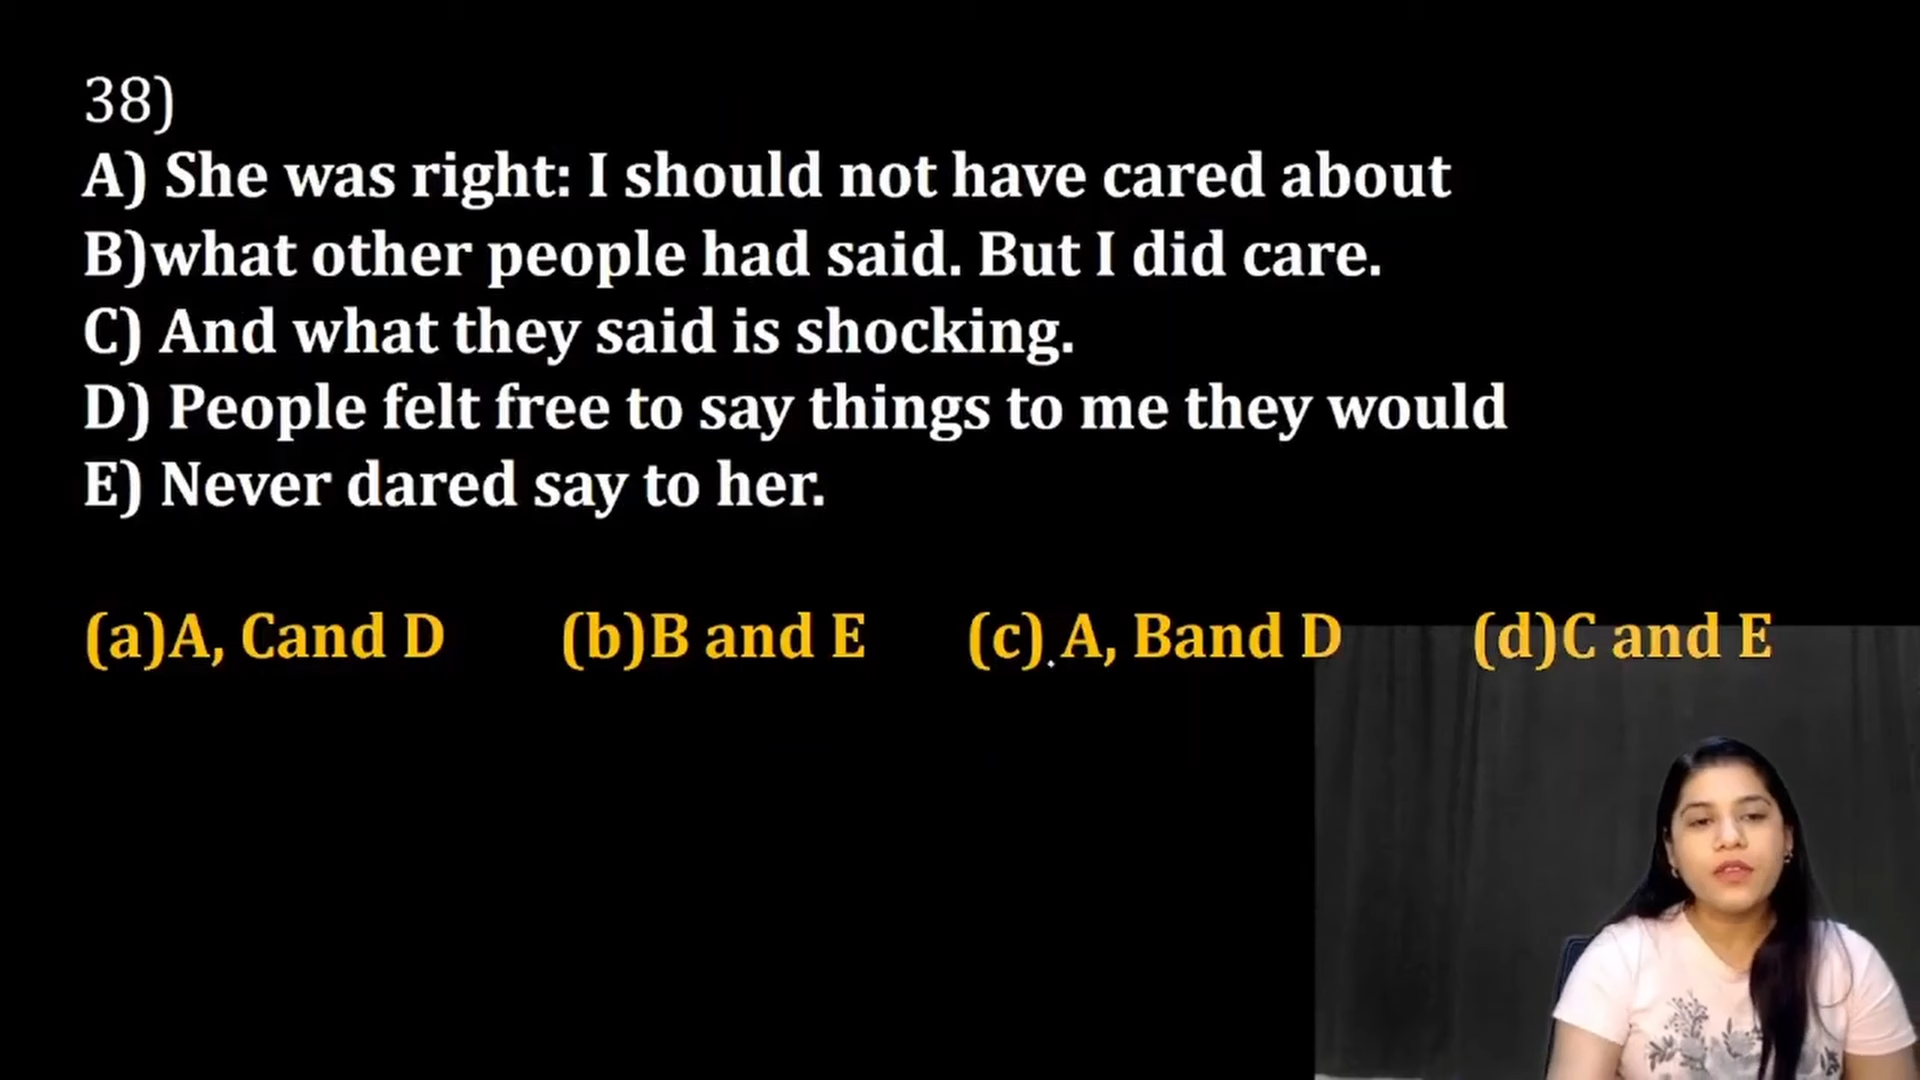 38)
A) She was right: I should not have cared about
B)what other people had said. But I did care.
C) And what they said is shocking.
D) People felt free to say things to me they would
E) Never dared say to her.
(a)A, Cand D (b)B and E (c) A, Band D (d)C and E